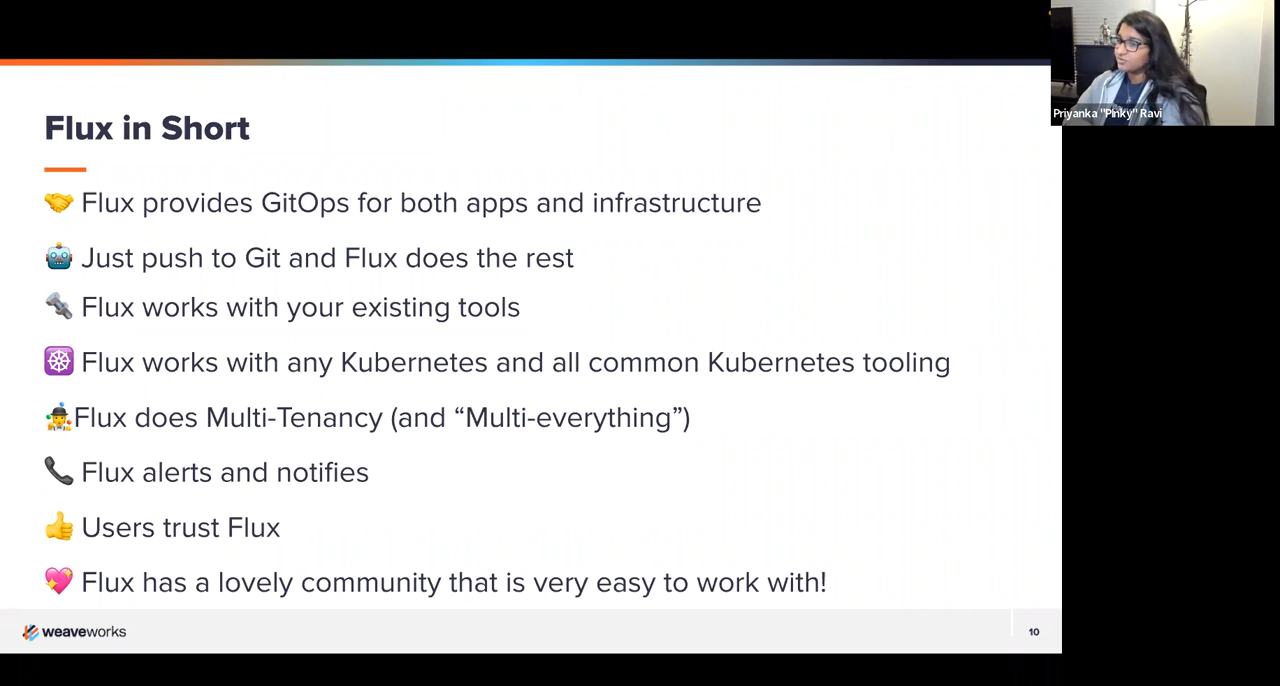 Flux in Short
🤝 Flux provides GitOps for both apps and infrastructure
🤖 Just push to Git and Flux does the rest
🔩 Flux works with your existing tools
☸️ Flux works with any Kubernetes and all common Kubernetes tooling
🤹Flux does Multi-Tenancy (and “Multi-everything”)
📞 Flux alerts and notifies
👍 Users trust Flux
💖 Flux has a lovely community that is very easy to work with!
weaveworks
10
Priyanka "Pinky" Ravi